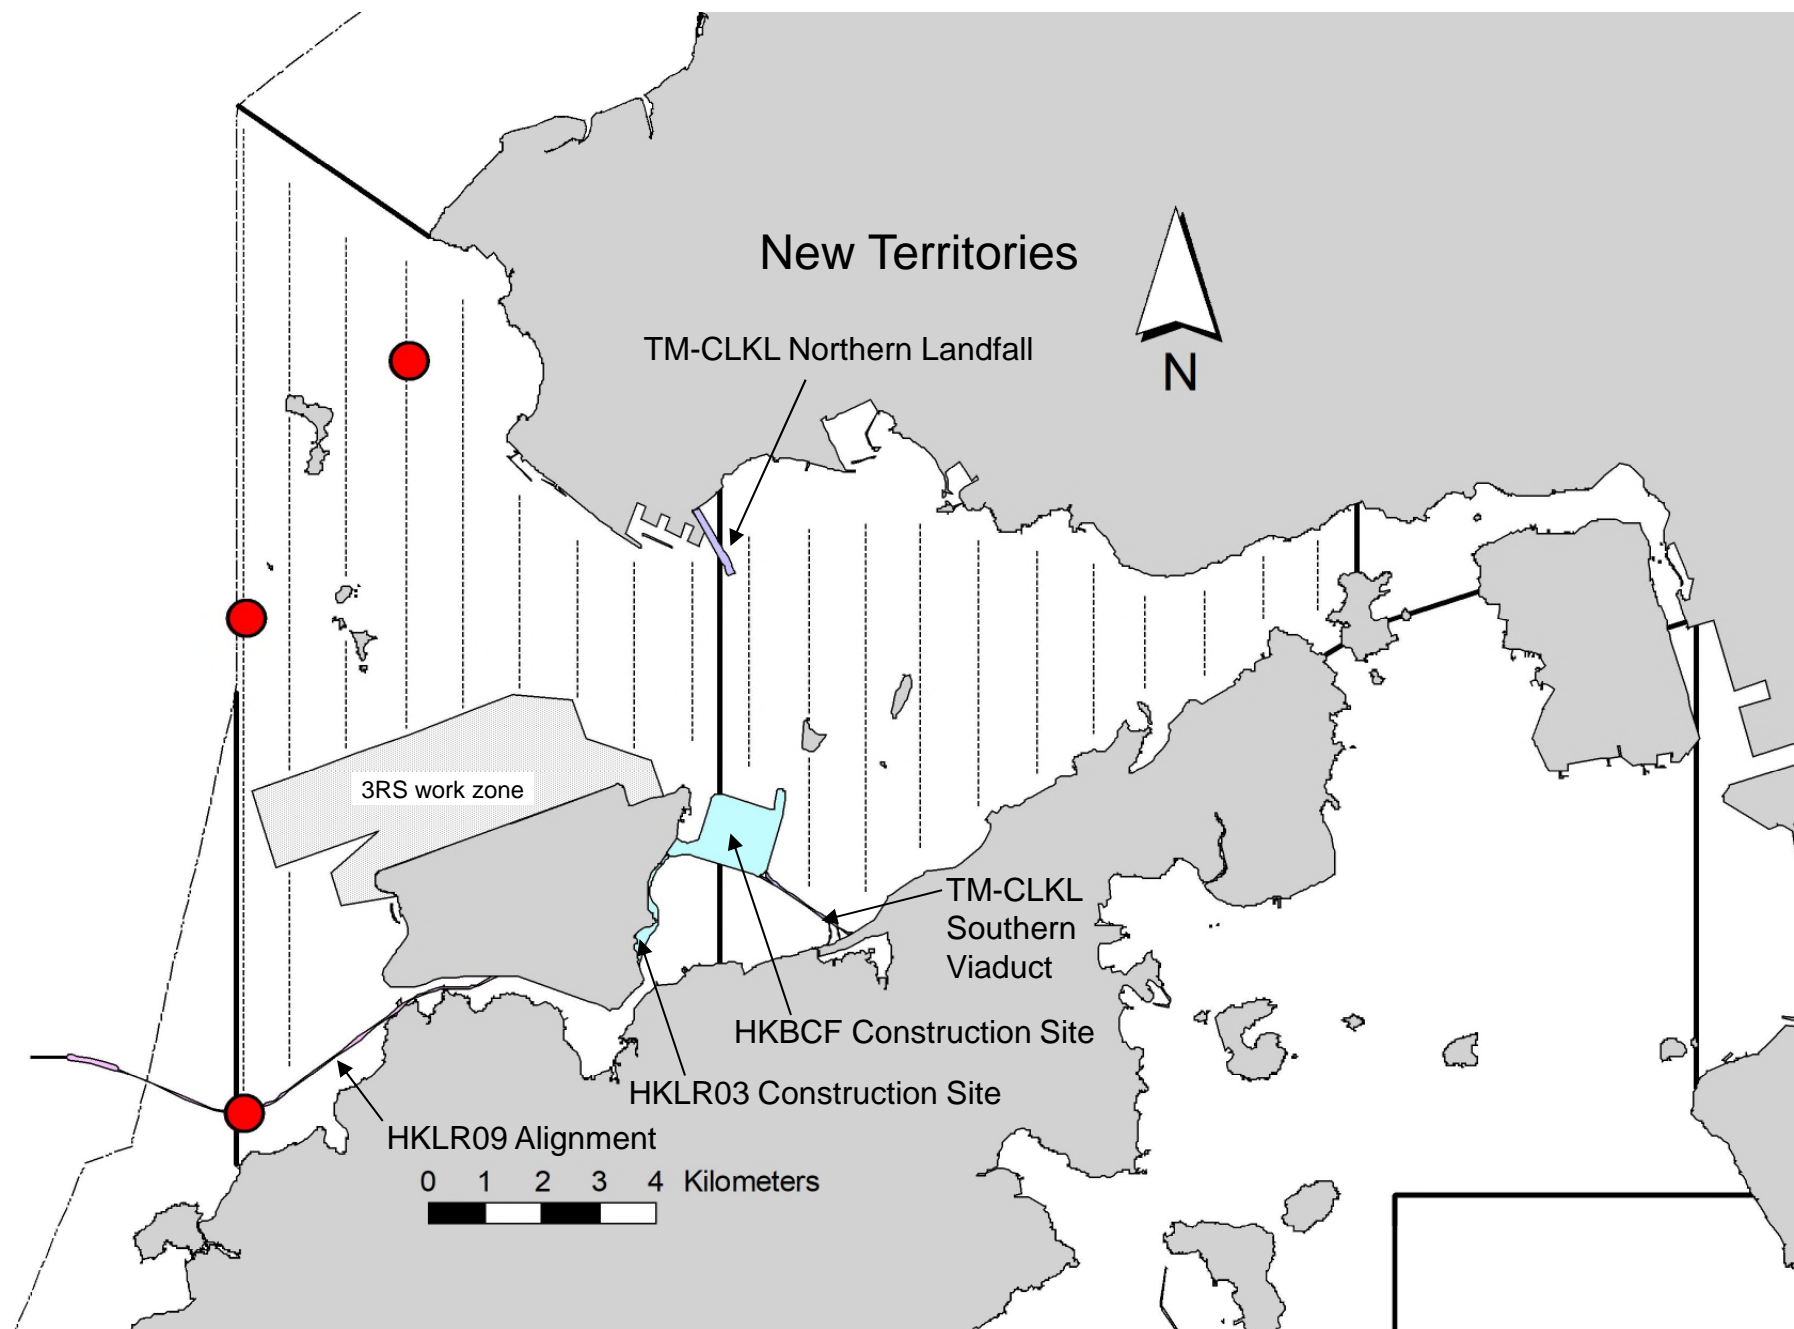 New Territories
TM-CLKL Northern Landfall
N
3RS work zone
TM-CLKL
Southern
Viaduct
HKBCF Construction Site
HKLR03 Construction Site
HKLR09 Alignment
0 1 2 3 4 Kilometers